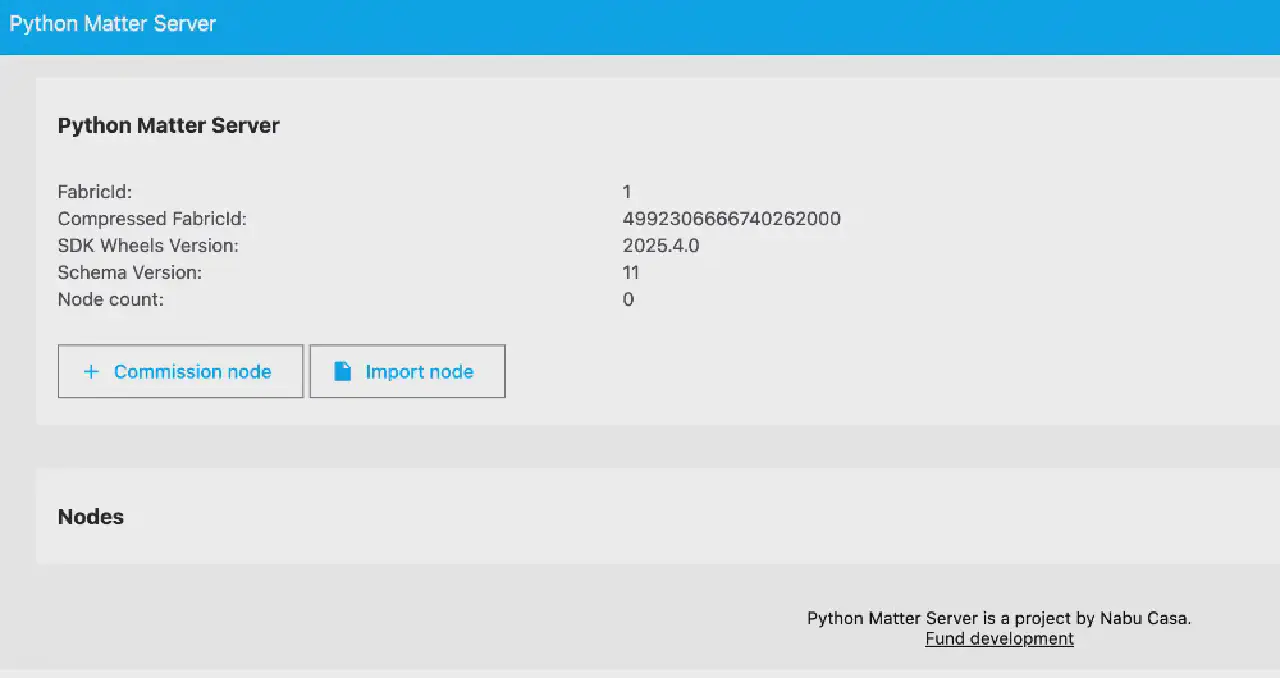 Python Matter Server
Python Matter Server
FabricId: 1
Compressed FabricId: 4992306666740262000
SDK Wheels Version: 2025.4.0
Schema Version: 11
Node count: 0
+ Commission node Import node
Nodes
Python Matter Server is a project by Nabu Casa.
Fund development